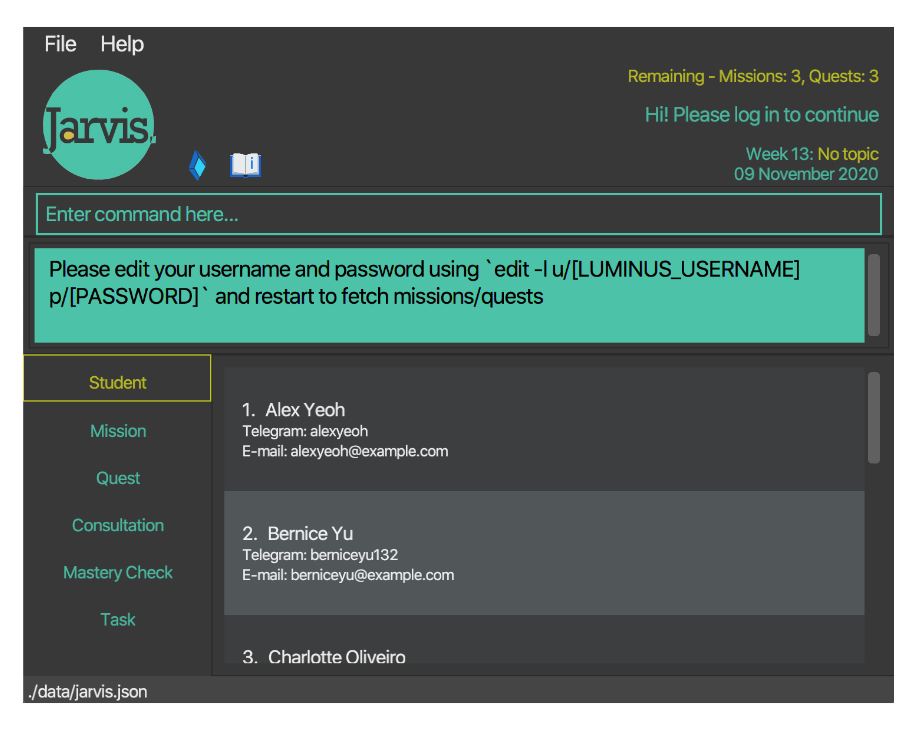 File Help
Jarvis.
Remaining - Missions: 3, Quests: 3
Hi! Please log in to continue
Week 13: No topic
09 November 2020
Enter command here...
Please edit your username and password using `edit -l u/[LUMINUS_USERNAME]
p/[PASSWORD]` and restart to fetch missions/quests
Student
Mission
Quest
Consultation
Mastery Check
Task
1. Alex Yeoh
Telegram: alexyeoh
E-mail: alexyeoh@example.com
2. Bernice Yu
Telegram: berniceyu132
E-mail: berniceyu@example.com
3. Charlotte Oliveiro
./data/jarvis.json